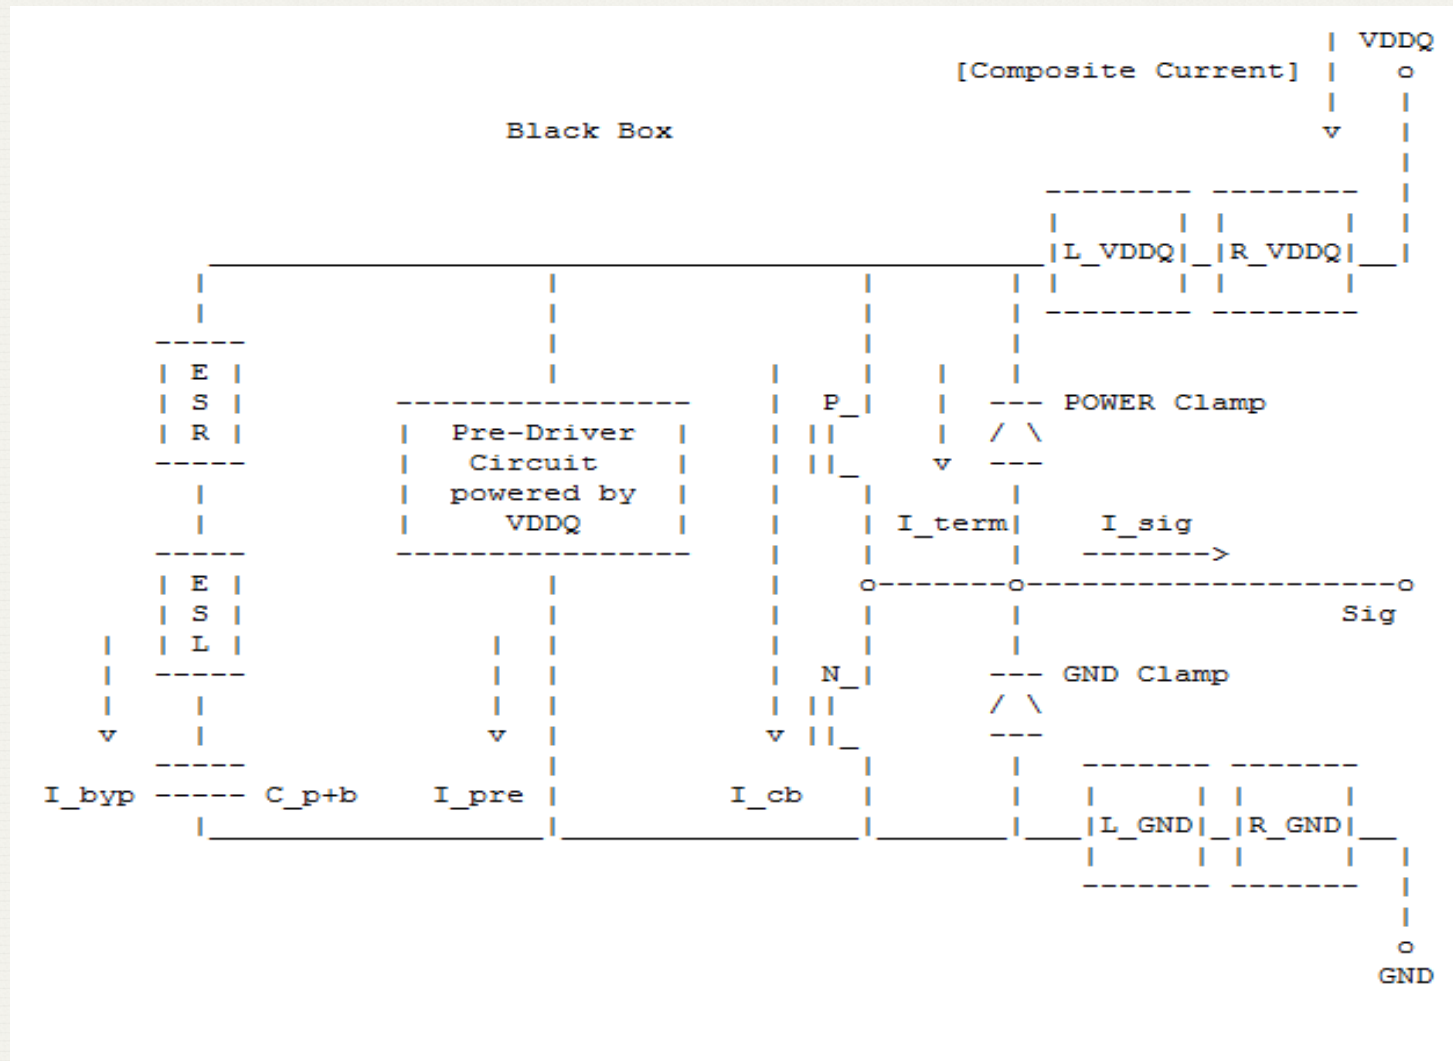 VDDQ
[Composite Current]
Black Box
L_VDDQ R_VDDQ
E
S P_ POWER Clamp
R Pre-Driver
Circuit
powered by
VDDQ I_term I_sig
E
S Sig
L
N_ GND Clamp
I_byp C_p+b I_pre I_cb
L_GND R_GND
GND